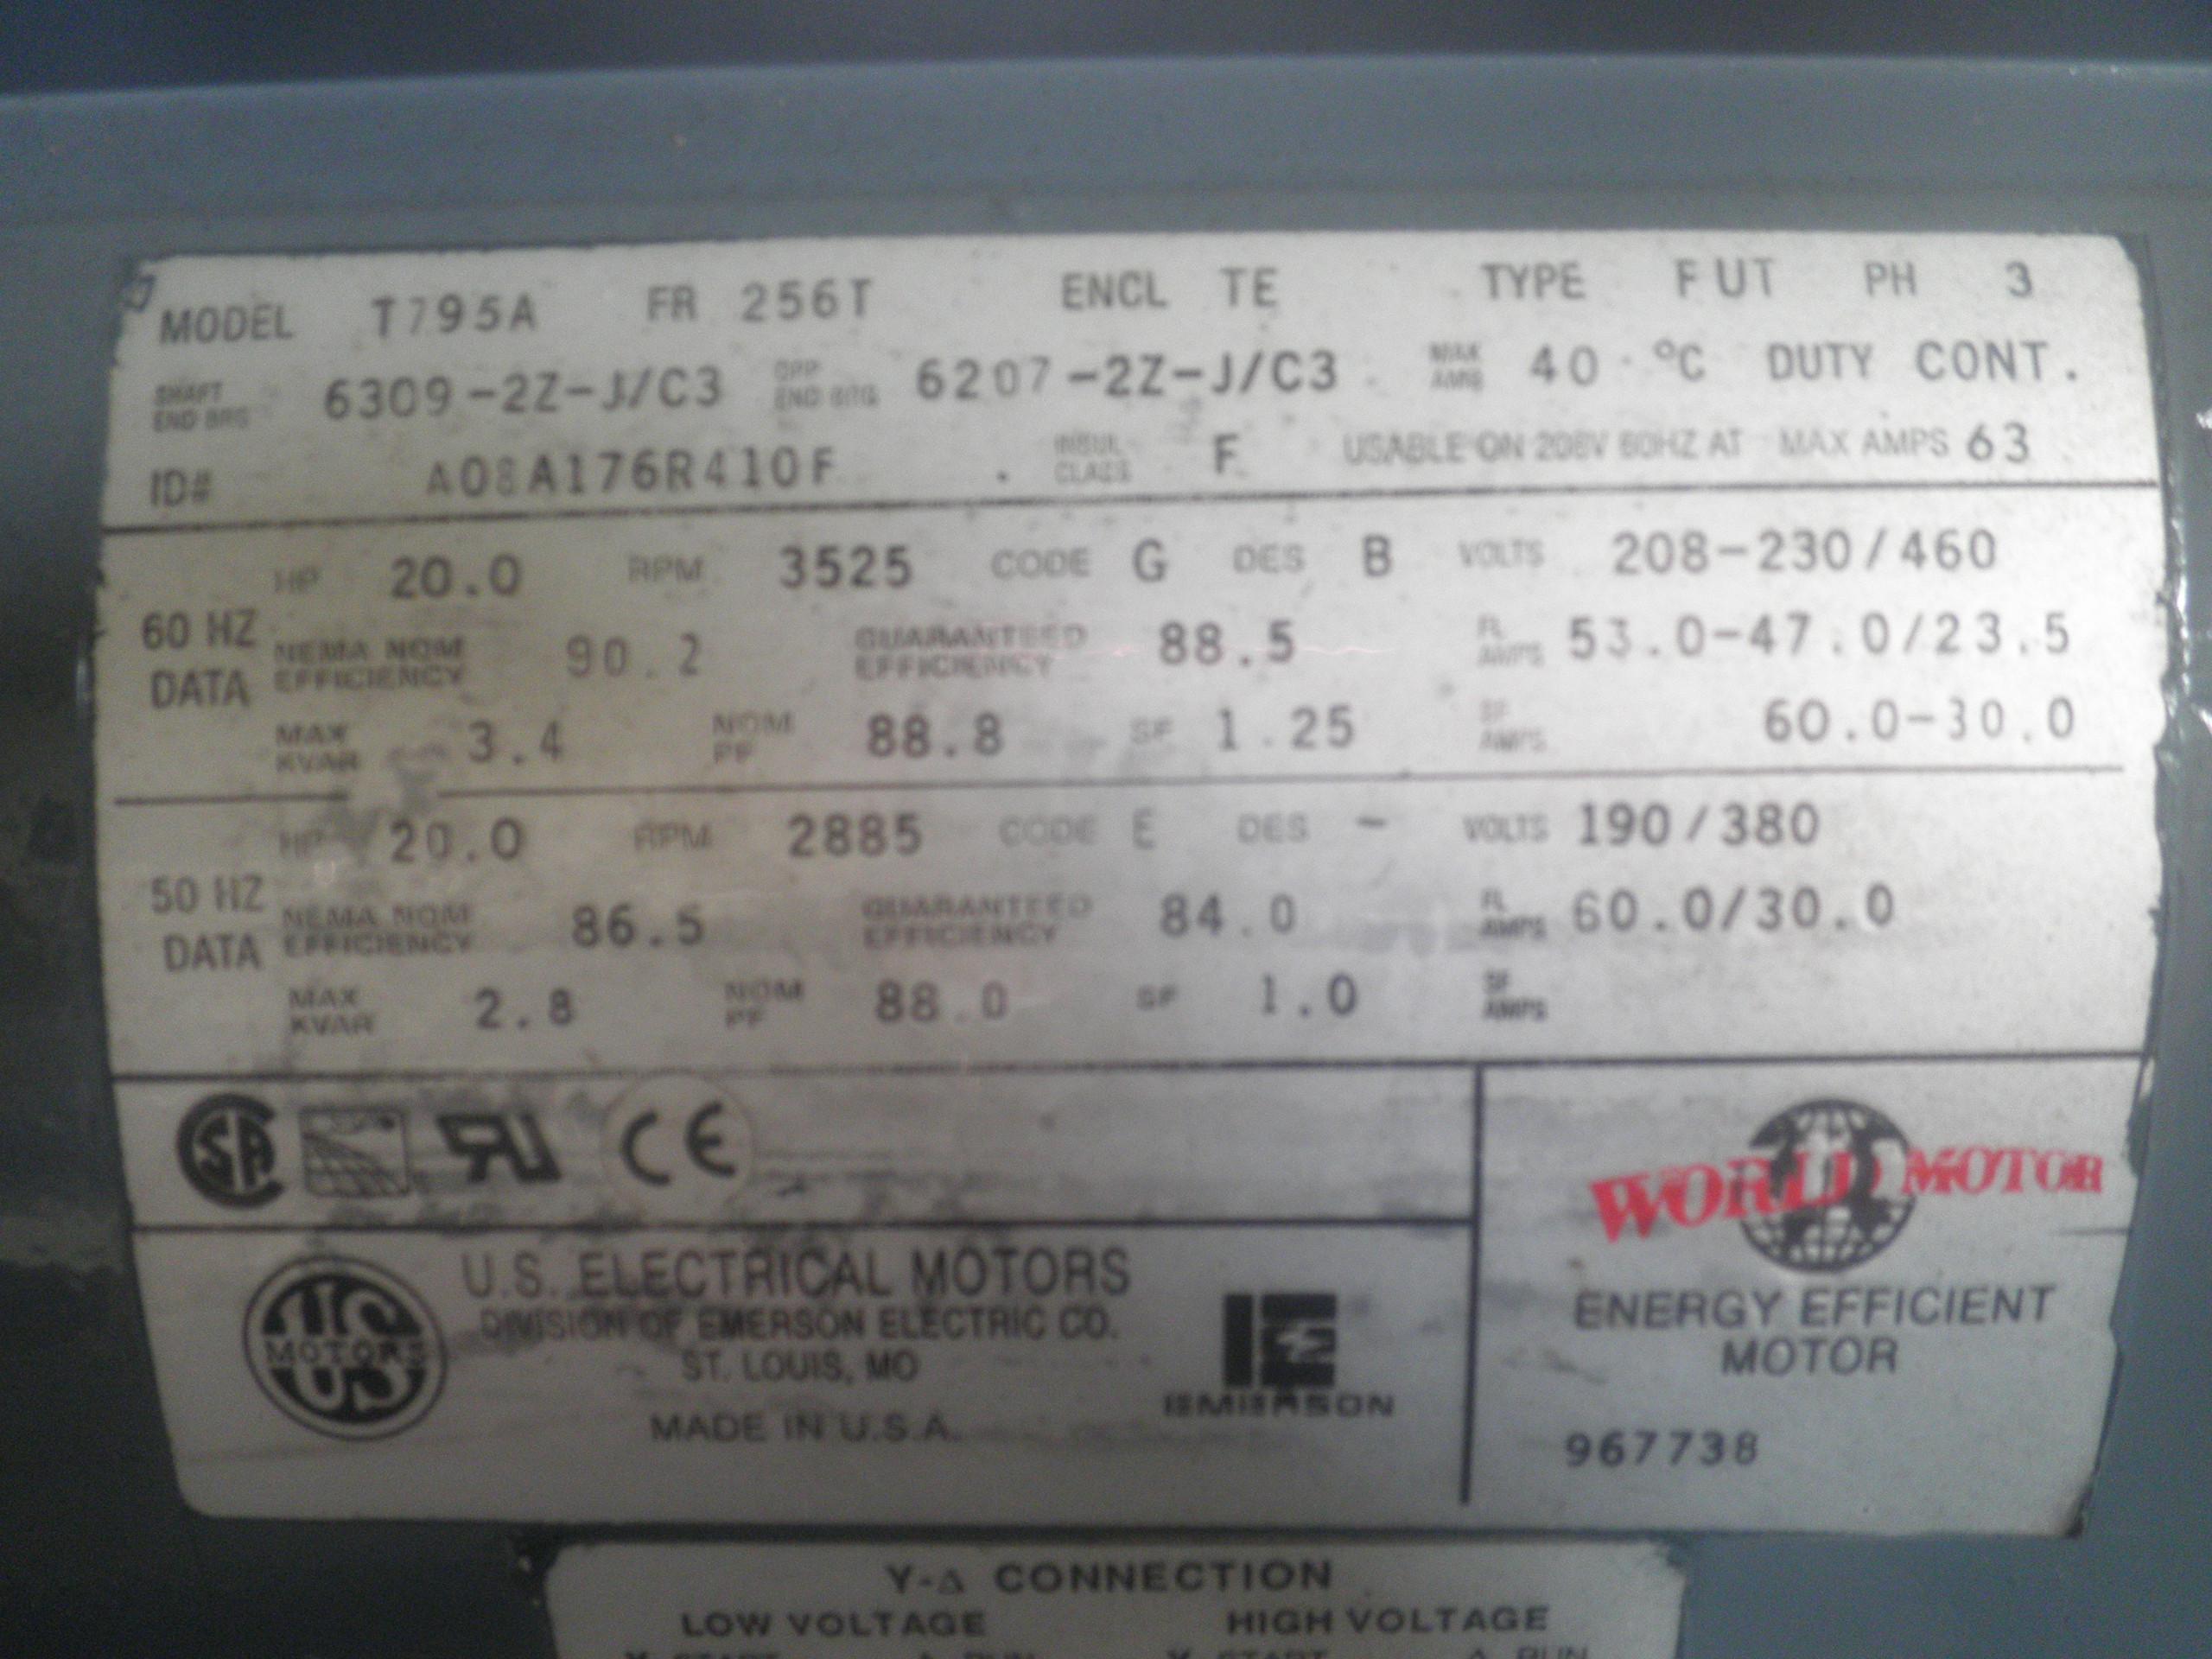 MODEL T795A FR 256T ENCL TE TYPE FUT PH 3
SHAFT END BRG 6309-2Z-J/C3 OPP END BRG 6207-2Z-J/C3 MAX AMB 40 °C DUTY CONT.
ID# A08A176R410F INSUL CLASS F USABLE ON 208V 60HZ AT MAX AMPS 63
HP 20.0 RPM 3525 CODE G DES B VOLTS 208-230/460
60 HZ DATA NEMA NOM EFFICIENCY 90.2 GUARANTEED EFFICIENCY 88.5 FL AMPS 53.0-47.0/23.5
MAX KVAR 3.4 NOM PF 88.8 SF 1.25 SF AMPS 60.0-30.0
HP 20.0 RPM 2885 CODE E DES - VOLTS 190/380
50 HZ DATA NEMA NOM EFFICIENCY 86.5 GUARANTEED EFFICIENCY 84.0 FL AMPS 60.0/30.0
MAX KVAR 2.8 NOM PF 88.0 SF 1.0 SF AMPS
SA UR CE
WORLD MOTOR
ENERGY EFFICIENT
MOTOR
967738
US MOTORS
U.S. ELECTRICAL MOTORS
DIVISION OF EMERSON ELECTRIC CO.
ST. LOUIS, MO
MADE IN U.S.A.
EMERSON
Y-Δ CONNECTION
LOW VOLTAGE HIGH VOLTAGE
Y START Δ RUN Y START Δ RUN